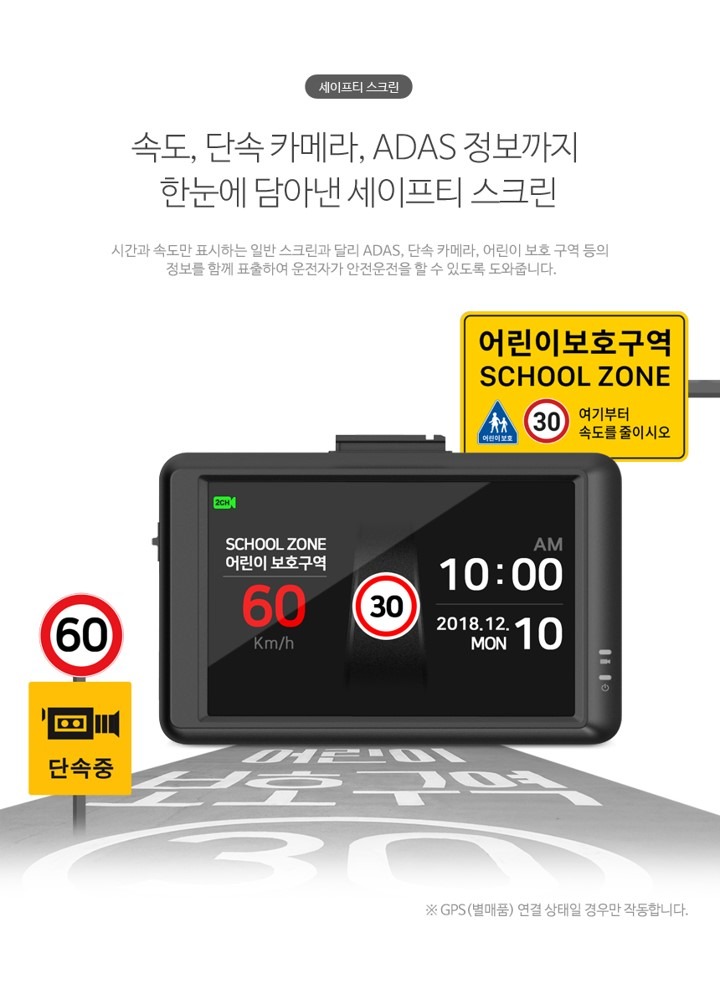 세이프티 스크린
속도, 단속 카메라, ADAS 정보까지
한눈에 담아낸 세이프티 스크린
시간과 속도만 표시하는 일반 스크린과 달리 ADAS, 단속 카메라, 어린이 보호 구역 등의
정보를 함께 표출하여 운전자가 안전운전을 할 수 있도록 도와줍니다.
어린이보호구역
SCHOOL ZONE
어린이보호
30
여기부터
속도를 줄이시오
2CH
SCHOOL ZONE
어린이 보호구역
60
Km/h
30
AM
10:00
2018.12.
MON
10
60
단속중
어린이
보호구역
30
※ GPS(별매품) 연결 상태일 경우만 작동합니다.